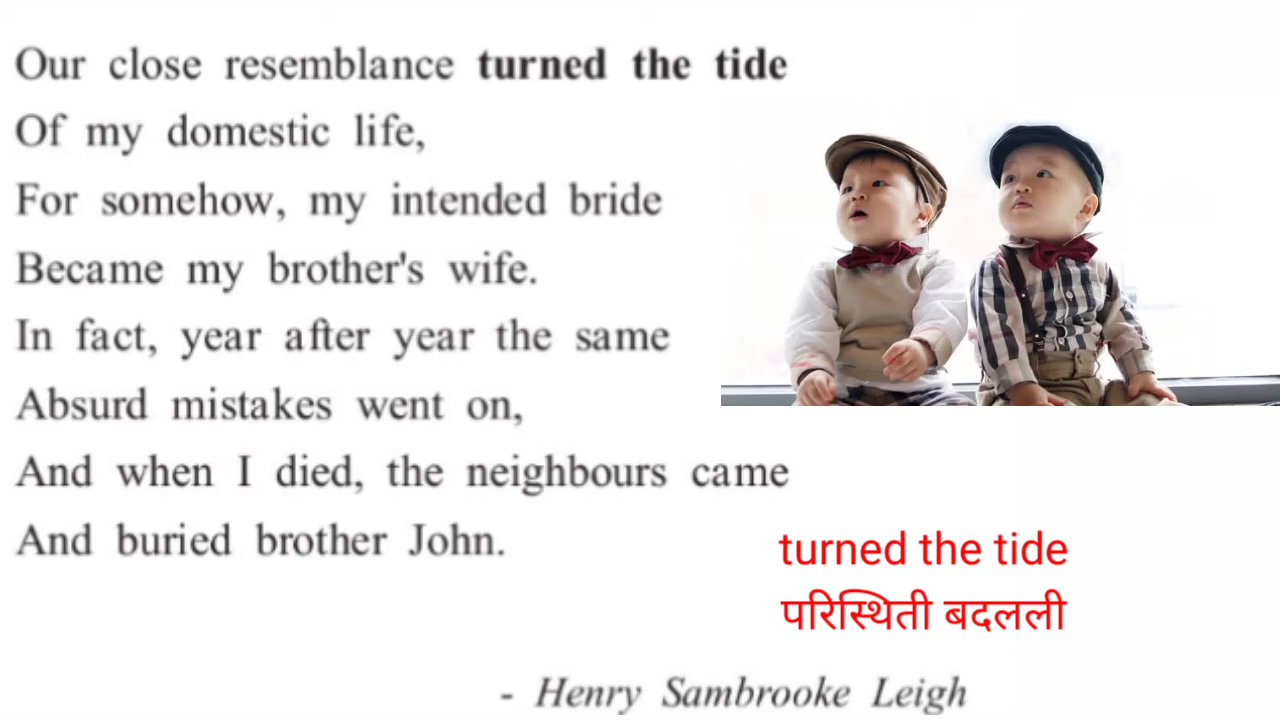 Our close resemblance turned the tide
Of my domestic life,
For somehow, my intended bride
Became my brother's wife.
In fact, year after year the same
Absurd mistakes went on,
And when I died, the neighbours came
And buried brother John.
turned the tide
परिस्थिती बदलली
- Henry Sambrooke Leigh